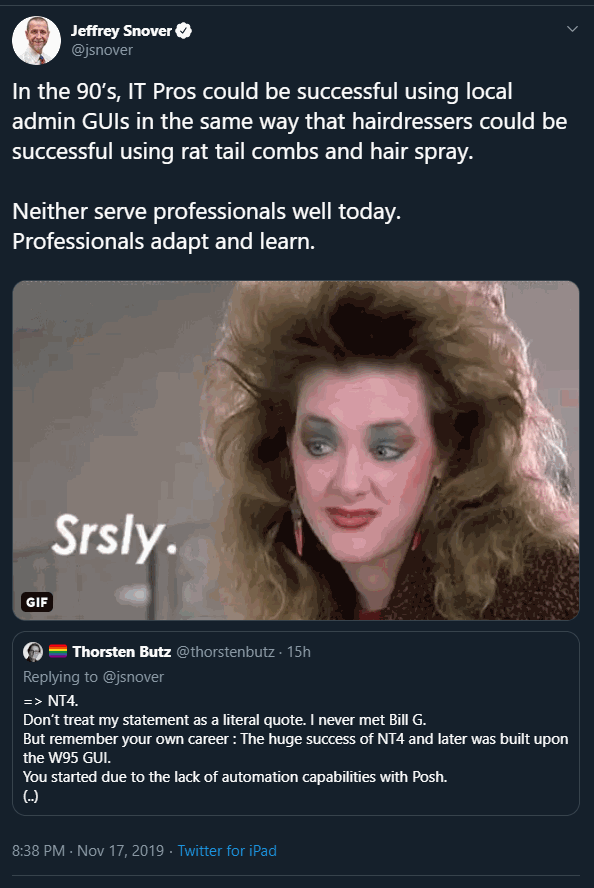 Jeffrey Snover
@jsnover
In the 90's, IT Pros could be successful using local
admin GUIs in the same way that hairdressers could be
successful using rat tail combs and hair spray.
Neither serve professionals well today.
Professionals adapt and learn.
Srsly.
GIF
Thorsten Butz @thorstenbutz · 15h
Replying to @jsnover
=> NT4.
Don't treat my statement as a literal quote. I never met Bill G.
But remember your own career : The huge success of NT4 and later was built upon
the W95 GUI.
You started due to the lack of automation capabilities with Posh.
(..)
8:38 PM · Nov 17, 2019 · Twitter for iPad